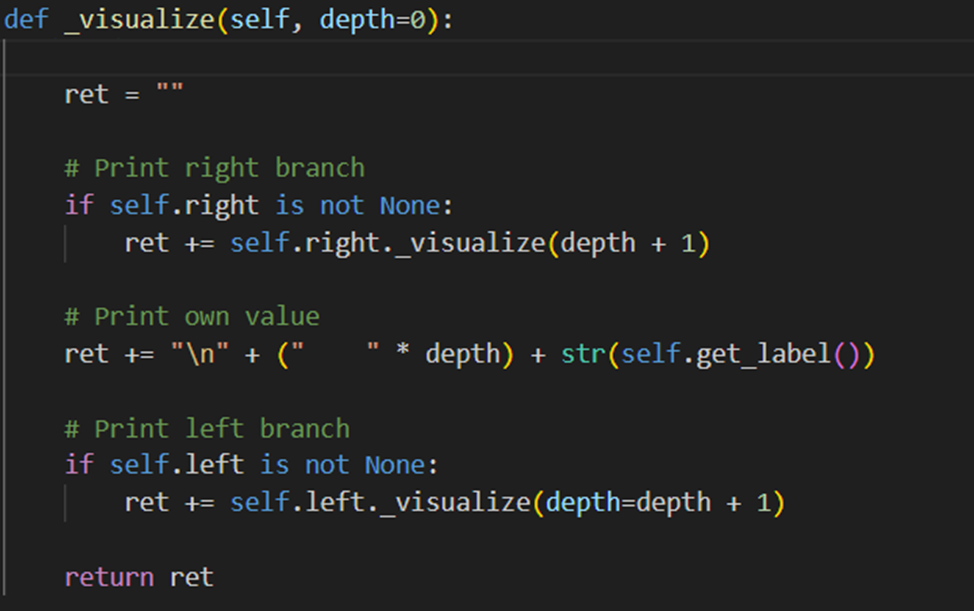 def _visualize(self, depth=0):
ret = ""
# Print right branch
if self.right is not None:
ret += self.right._visualize(depth + 1)
# Print own value
ret += "\n" + ("    " * depth) + str(self.get_label())
# Print left branch
if self.left is not None:
ret += self.left._visualize(depth=depth + 1)
return ret